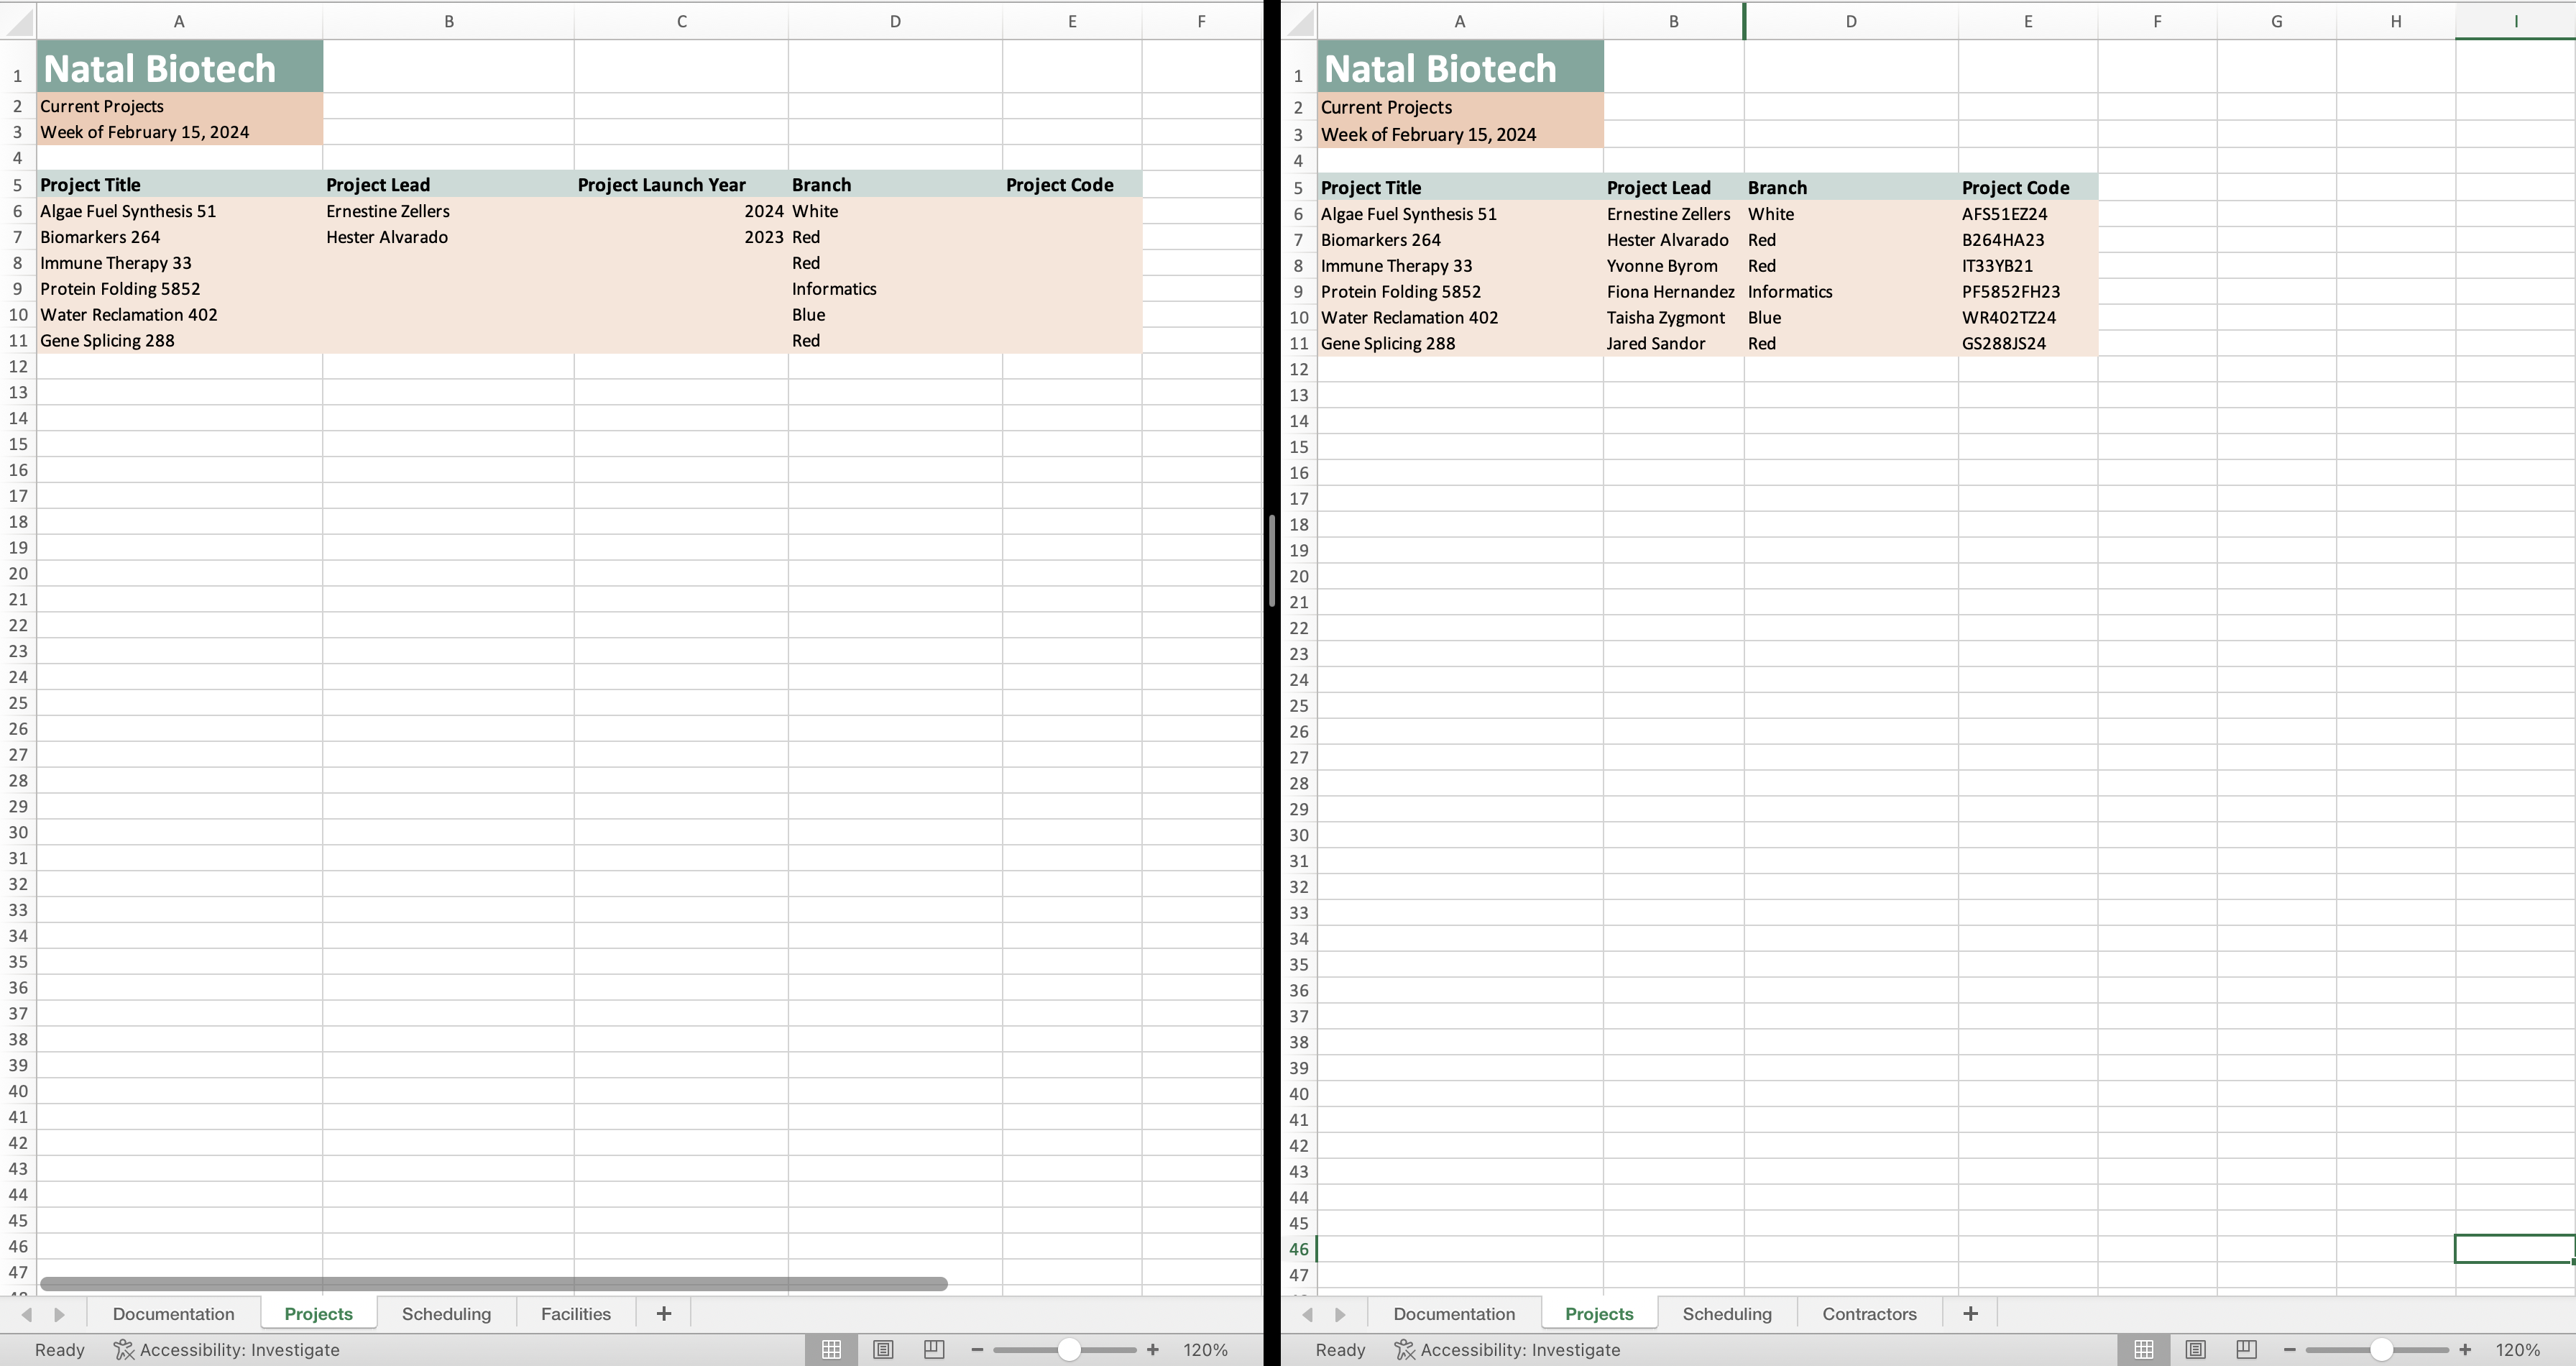 A B C D E F
1 Natal Biotech
2 Current Projects
3 Week of February 15, 2024
4
5 Project Title Project Lead Project Launch Year Branch Project Code
6 Algae Fuel Synthesis 51 Ernestine Zellers 2024 White
7 Biomarkers 264 Hester Alvarado 2023 Red
8 Immune Therapy 33 Red
9 Protein Folding 5852 Informatics
10 Water Reclamation 402 Blue
11 Gene Splicing 288 Red
12
13
14
15
16
17
18
19
20
21
22
23
24
25
26
27
28
29
30
31
32
33
34
35
36
37
38
39
40
41
42
43
44
45
46
47
Documentation Projects Scheduling Facilities +
Ready Accessibility: Investigate − + 120%
A B D E F G H I
1 Natal Biotech
2 Current Projects
3 Week of February 15, 2024
4
5 Project Title Project Lead Branch Project Code
6 Algae Fuel Synthesis 51 Ernestine Zellers White AFS51EZ24
7 Biomarkers 264 Hester Alvarado Red B264HA23
8 Immune Therapy 33 Yvonne Byrom Red IT33YB21
9 Protein Folding 5852 Fiona Hernandez Informatics PF5852FH23
10 Water Reclamation 402 Taisha Zygmont Blue WR402TZ24
11 Gene Splicing 288 Jared Sandor Red GS288JS24
12
13
14
15
16
17
18
19
20
21
22
23
24
25
26
27
28
29
30
31
32
33
34
35
36
37
38
39
40
41
42
43
44
45
46
47
Documentation Projects Scheduling Contractors +
Ready Accessibility: Investigate − + 120%